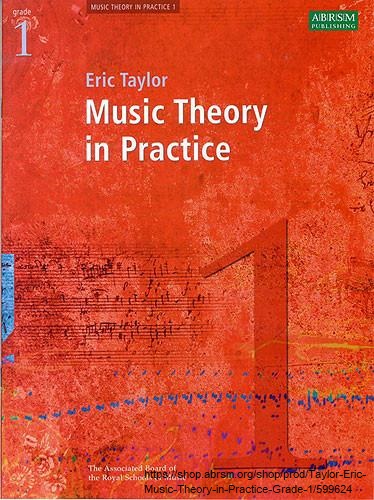 grade
1
MUSIC THEORY IN PRACTICE 1
ABRSM
PUBLISHING
Eric Taylor
Music Theory
in Practice
1
The Associated Board of
the Royal Schools of Music
https://shop.abrsm.org/shop/prod/Taylor-Eric-
Music-Theory-in-Practice-Grade-1/599624